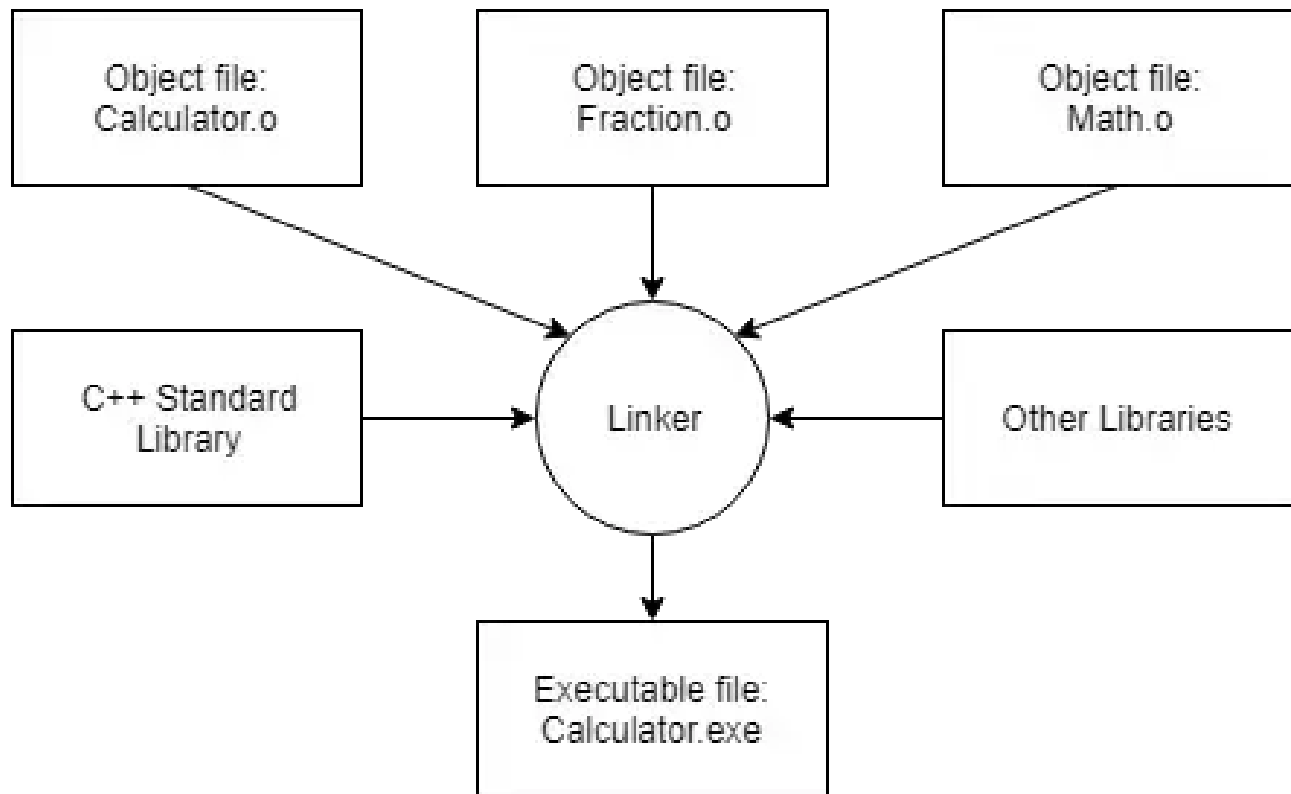 Object file:
Calculator.o
Object file:
Fraction.o
Object file:
Math.o
C++ Standard
Library
Linker
Other Libraries
Executable file:
Calculator.exe